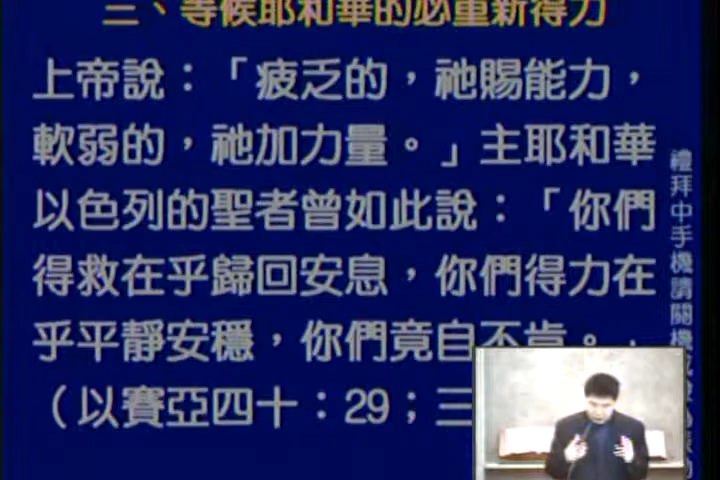 三、等候耶和華的必重新得力
上帝說：「疲乏的，祂賜能力，
軟弱的，祂加力量。」主耶和華
以色列的聖者曾如此說：「你們
得救在乎歸回安息，你們得力在
乎平靜安穩，你們竟自不肯。」
（以賽亞四十：29；三
禮拜中手機請關機